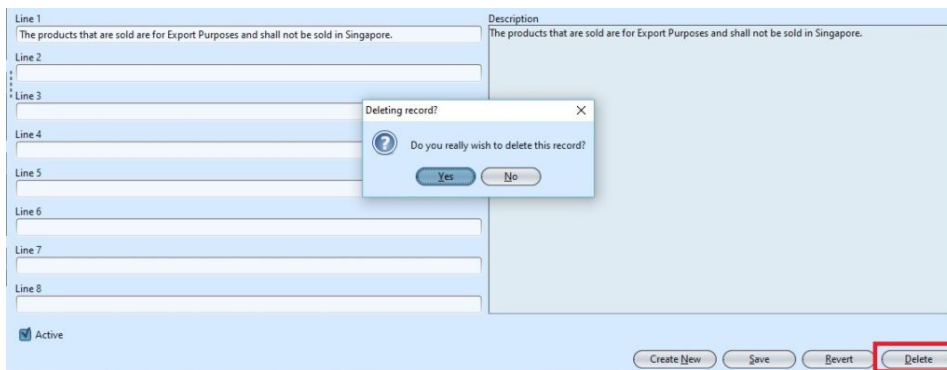 Line 1
The products that are sold are for Export Purposes and shall not be sold in Singapore.
Line 2
Line 3
Line 4
Line 5
Line 6
Line 7
Line 8
Active
Description
The products that are sold are for Export Purposes and shall not be sold in Singapore.
Deleting record?
Do you really wish to delete this record?
Yes No
Create New Save Revert Delete